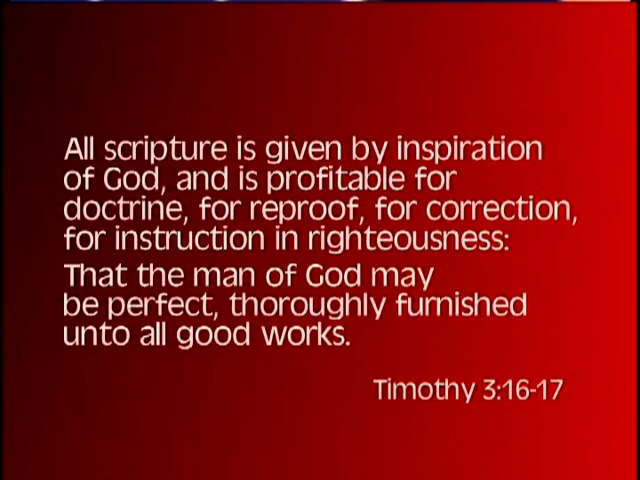 All scripture is given by inspiration
of God, and is profitable for
doctrine, for reproof, for correction,
for instruction in righteousness:
That the man of God may
be perfect, thoroughly furnished
unto all good works.
Timothy 3:16-17